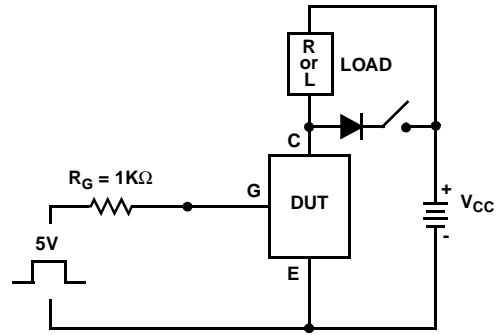 R
or
L
LOAD
C
R_G = 1KΩ
G
DUT
+
V_CC
-
5V
E